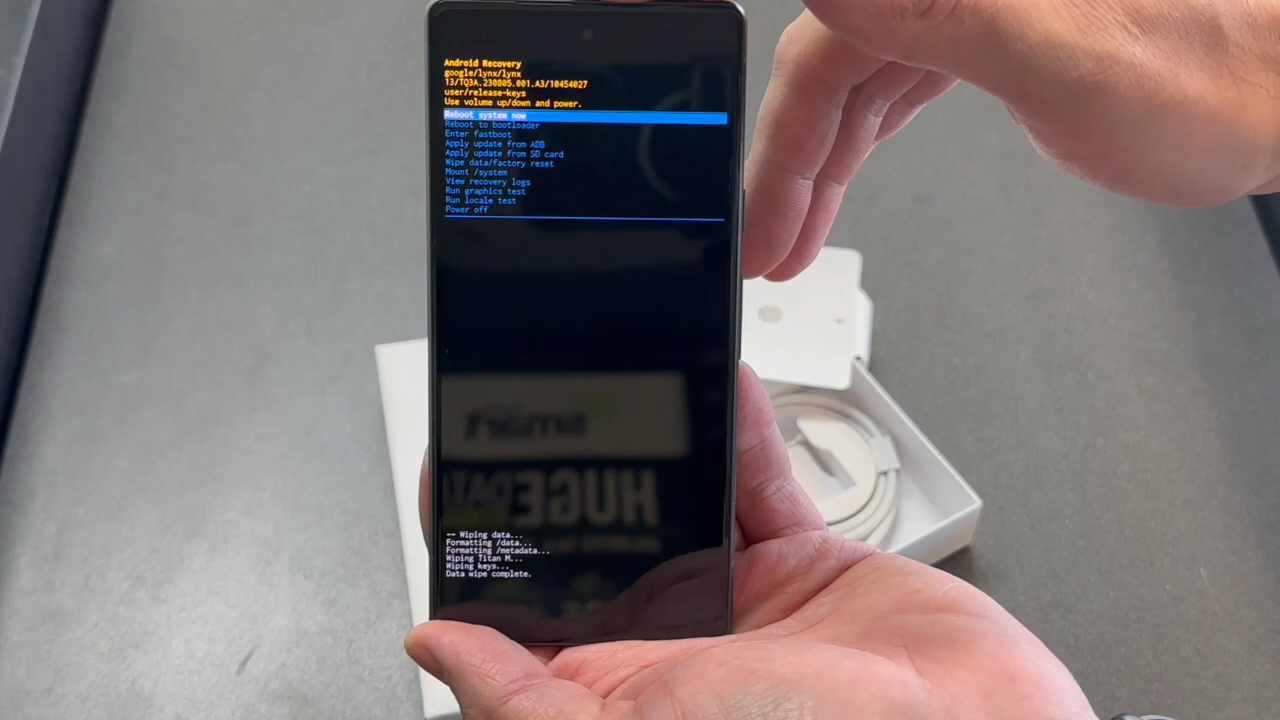 Android Recovery
google/lynx/lynx
13/TQ3A.230805.001.A3/10454027
user/release-keys
Use volume up/down and power.
Reboot system now
Reboot to bootloader
Enter fastboot
Apply update from ADB
Apply update from SD card
Wipe data/factory reset
Mount /system
View recovery logs
Run graphics test
Run locale test
Power off
HUGE
-- Wiping data...
Formatting /data...
Formatting /metadata...
Wiping Titan M...
Wiping keys...
Data wipe complete.